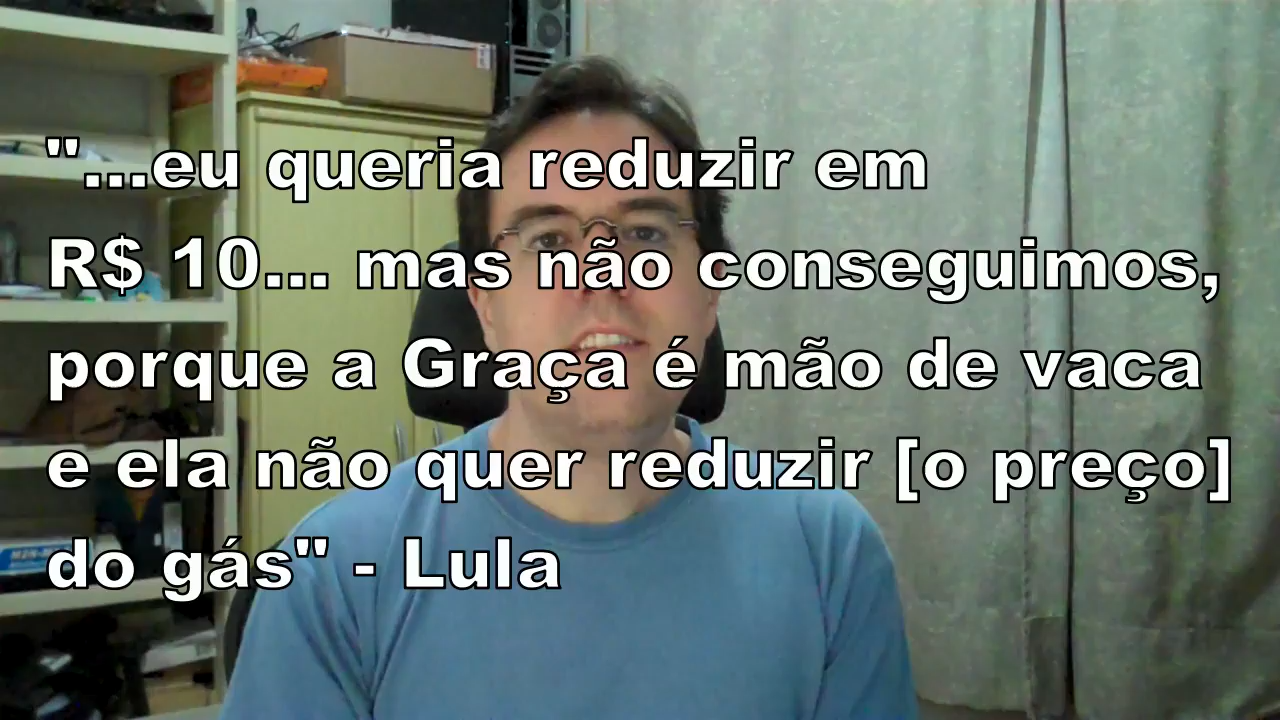 "...eu queria reduzir em
R$ 10... mas não conseguimos,
porque a Graça é mão de vaca
e ela não quer reduzir [o preço]
do gás" - Lula